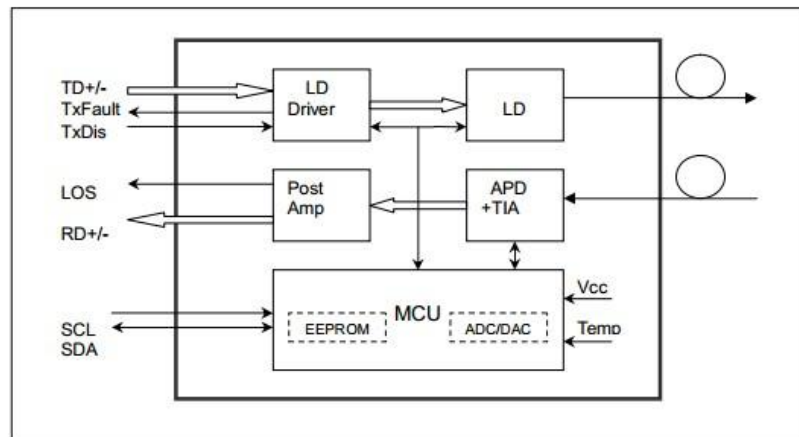 TD+/-
TxFault
TxDis
LD
Driver
LD
LOS
RD+/-
Post
Amp
APD
+TIA
SCL
SDA
MCU
EEPROM
ADC/DAC
Vcc
Temp